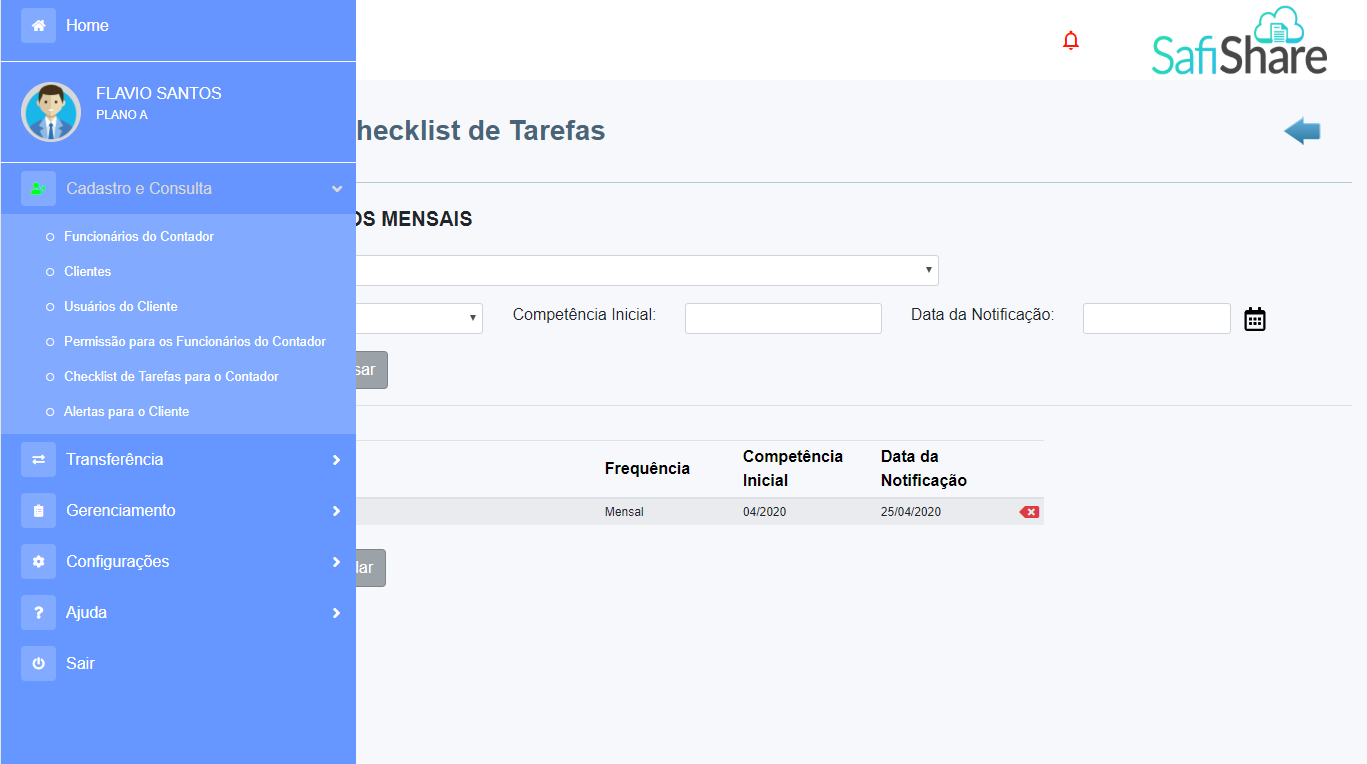 Home
FLAVIO SANTOS
PLANO A
Cadastro e Consulta
Funcionários do Contador
Clientes
Usuários do Cliente
Permissão para os Funcionários do Contador
Checklist de Tarefas para o Contador
Alertas para o Cliente
Transferência
Gerenciamento
Configurações
Ajuda
Sair
SafiShare
hecklist de Tarefas
OS MENSAIS
Competência Inicial:
Data da Notificação:
sar
Frequência
Competência Inicial
Data da Notificação
Mensal
04/2020
25/04/2020
lar